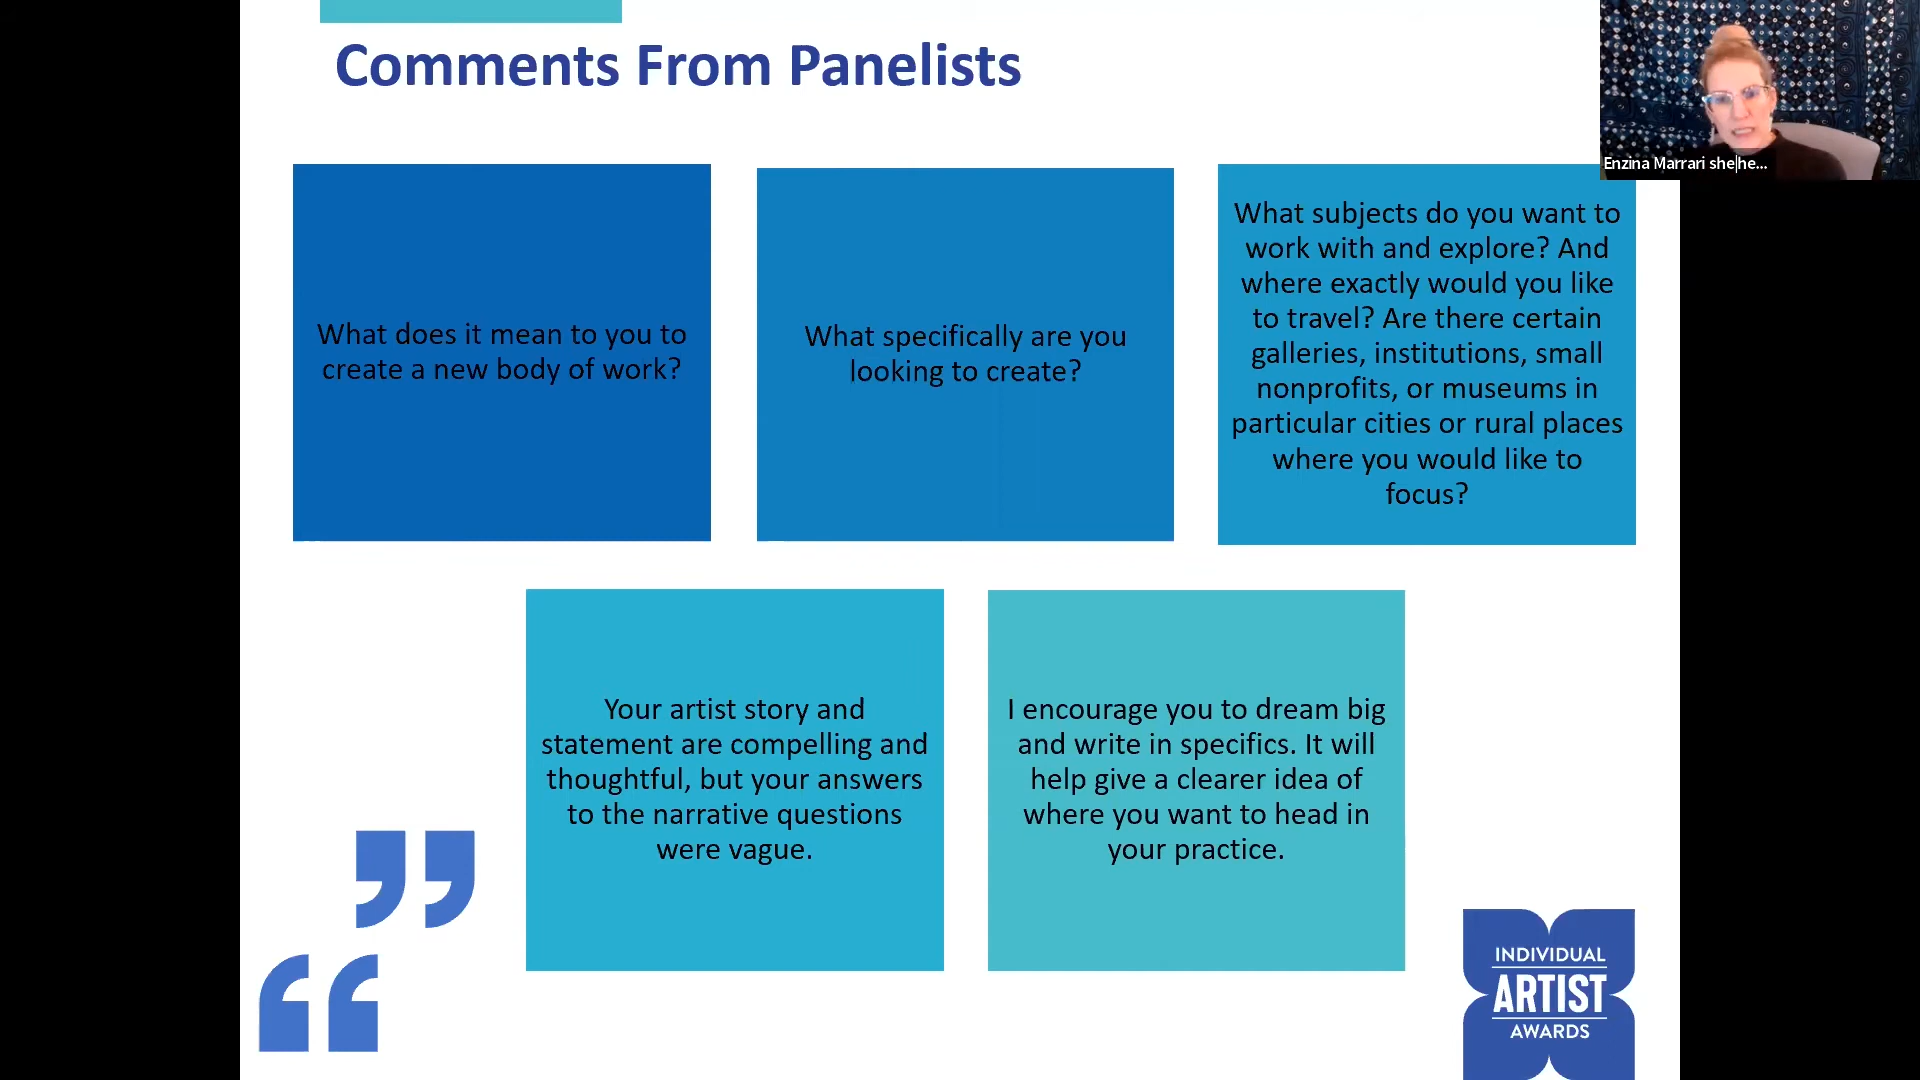 Comments From Panelists
Enzina Marrari she|he...
What does it mean to you to
create a new body of work?
What specifically are you
looking to create?
What subjects do you want to
work with and explore? And
where exactly would you like
to travel? Are there certain
galleries, institutions, small
nonprofits, or museums in
particular cities or rural places
where you would like to
focus?
Your artist story and
statement are compelling and
thoughtful, but your answers
to the narrative questions
were vague.
I encourage you to dream big
and write in specifics. It will
help give a clearer idea of
where you want to head in
your practice.
INDIVIDUAL
ARTIST
AWARDS